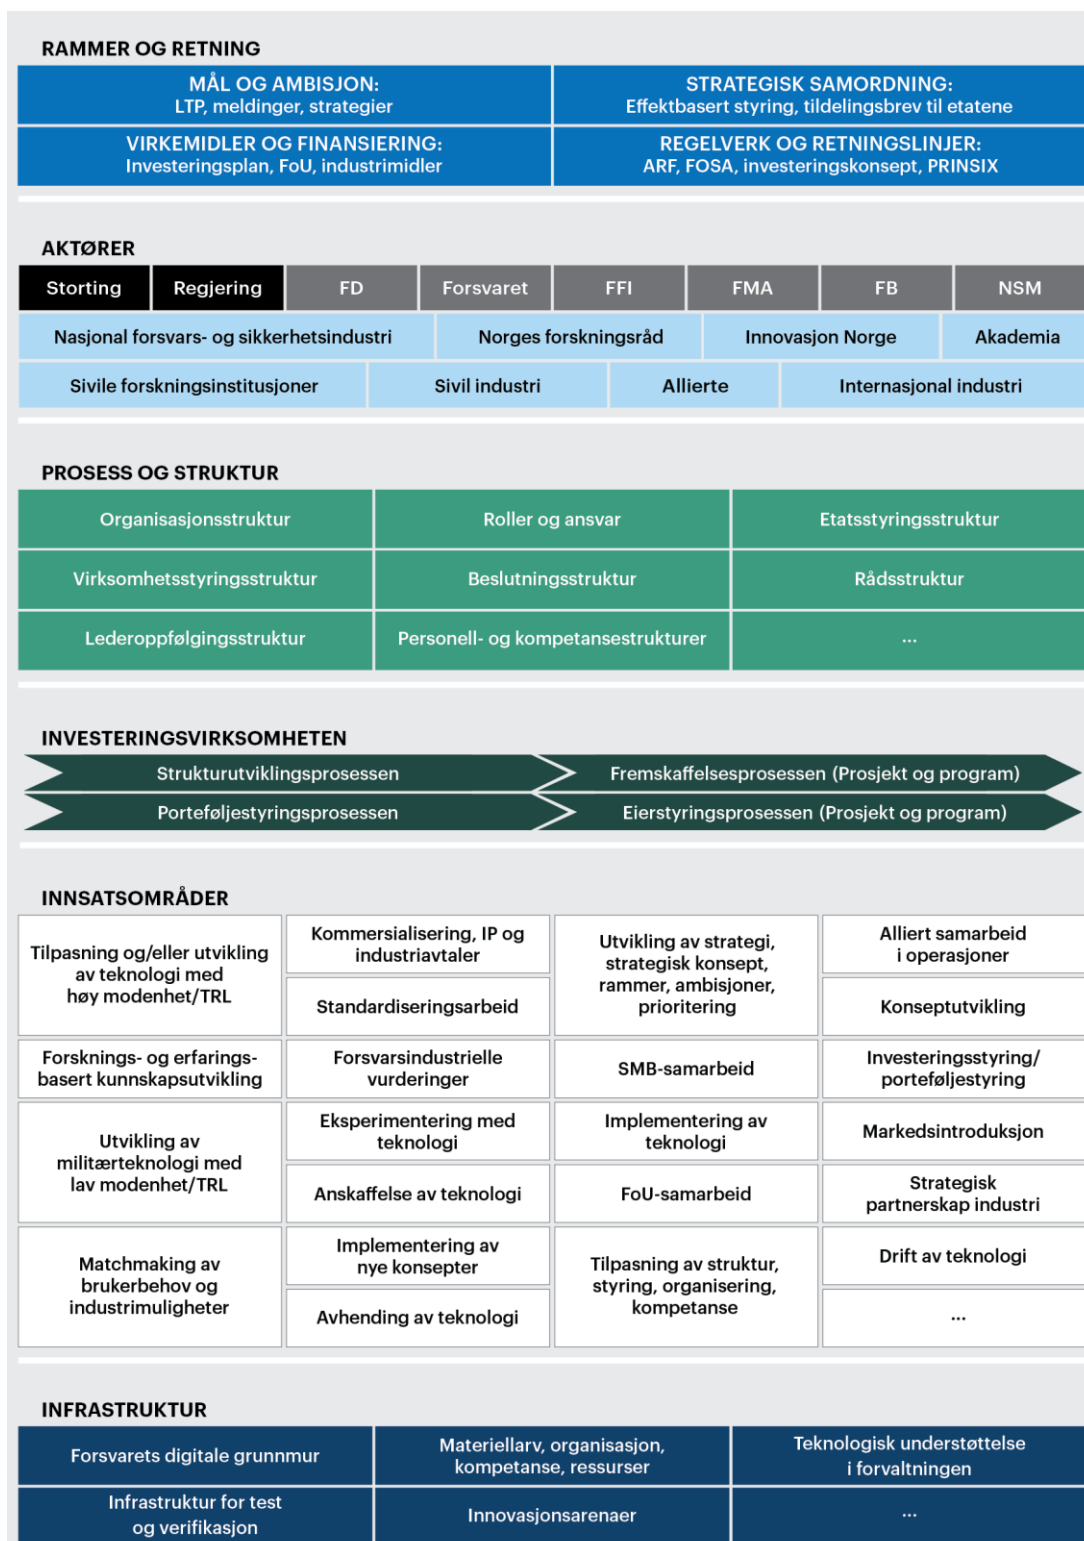 RAMMER OG RETNING
MÅL OG AMBISJON:
LTP, meldinger, strategier
STRATEGISK SAMORDNING:
Effektbasert styring, tildelingsbrev til etatene
VIRKEMIDLER OG FINANSIERING:
Investeringsplan, FoU, industrimidler
REGELVERK OG RETNINGSLINJER:
ARF, FOSA, investeringskonsept, PRINSIX
AKTØRER
Storting
Regjering
FD
Forsvaret
FFI
FMA
FB
NSM
Nasjonal forsvars- og sikkerhetsindustri
Norges forskningsråd
Innovasjon Norge
Akademia
Sivile forskningsinstitusjoner
Sivil industri
Allierte
Internasjonal industri
PROSESS OG STRUKTUR
Organisasjonsstruktur
Roller og ansvar
Etatsstyringsstruktur
Virksomhetsstyringsstruktur
Beslutningsstruktur
Rådsstruktur
Lederoppfølgingsstruktur
Personell- og kompetansestrukturer
...
INVESTERINGSVIRKSOMHETEN
Strukturutviklingsprosessen
Fremskaffelsesprosessen (Prosjekt og program)
Porteføljestyringsprosessen
Eierstyringsprosessen (Prosjekt og program)
INNSATSOMRÅDER
Tilpasning og/eller utvikling
av teknologi med
høy modenhet/TRL
Kommersialisering, IP og
industriavtaler
Standardiseringsarbeid
Utvikling av strategi,
strategisk konsept,
rammer, ambisjoner,
prioritering
Alliert samarbeid
i operasjoner
Konseptutvikling
Forsknings- og erfarings-
basert kunnskapsutvikling
Forsvarsindustrielle
vurderinger
SMB-samarbeid
Investeringsstyring/
porteføljestyring
Utvikling av
militærteknologi med
lav modenhet/TRL
Eksperimentering med
teknologi
Anskaffelse av teknologi
Implementering av
teknologi
FoU-samarbeid
Markedsintroduksjon
Strategisk
partnerskap industri
Matchmaking av
brukerbehov og
industrimuligheter
Implementering av
nye konsepter
Avhending av teknologi
Tilpasning av struktur,
styring, organisering,
kompetanse
Drift av teknologi
...
INFRASTRUKTUR
Forsvarets digitale grunnmur
Materiellarv, organisasjon,
kompetanse, ressurser
Teknologisk understøttelse
i forvaltningen
Infrastruktur for test
og verifikasjon
Innovasjonsarenaer
...